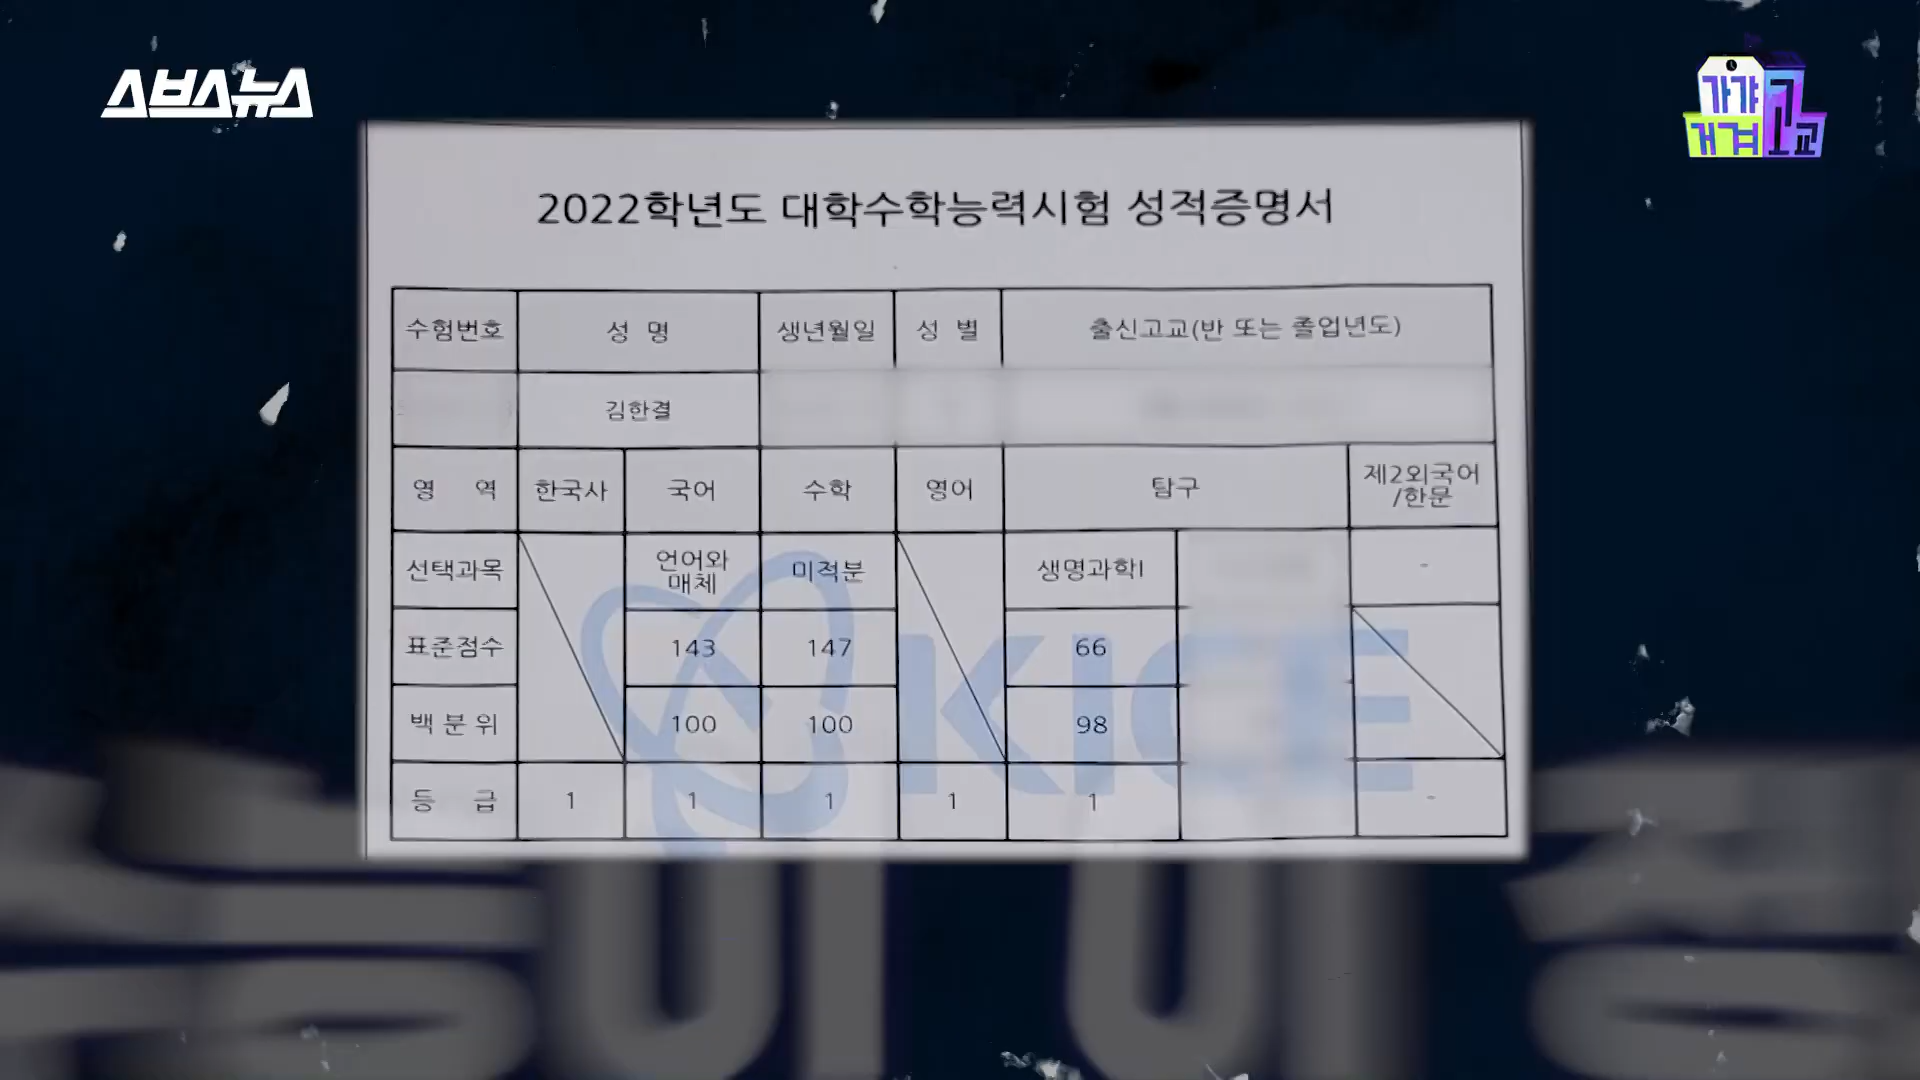 스브스뉴스
가갸
거겨
고교
2022학년도 대학수학능력시험 성적증명서
수험번호 성 명 생년월일 성 별 출신고교(반 또는 졸업년도)
김한결
영 역 한국사 국어 수학 영어 탐구 제2외국어
/한문
선택과목 언어와
매체 미적분 생명과학Ⅰ -
표준점수 143 147 66
백 분 위 100 100 98
등 급 1 1 1 1 1 -
KICE